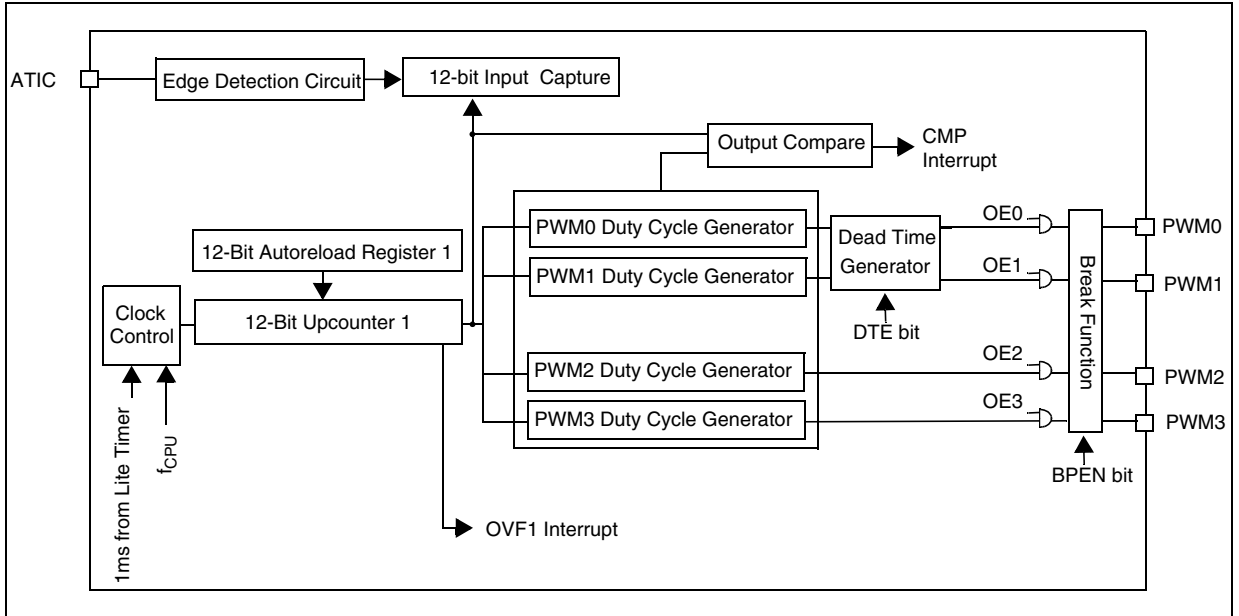 ATIC
Edge Detection Circuit
12-bit Input Capture
Output Compare
CMP
Interrupt
PWM0 Duty Cycle Generator
PWM1 Duty Cycle Generator
PWM2 Duty Cycle Generator
PWM3 Duty Cycle Generator
Dead Time
Generator
DTE bit
OE0
OE1
OE2
OE3
Break Function
BPEN bit
PWM0
PWM1
PWM2
PWM3
12-Bit Autoreload Register 1
12-Bit Upcounter 1
Clock
Control
1ms from Lite Timer
fCPU
OVF1 Interrupt